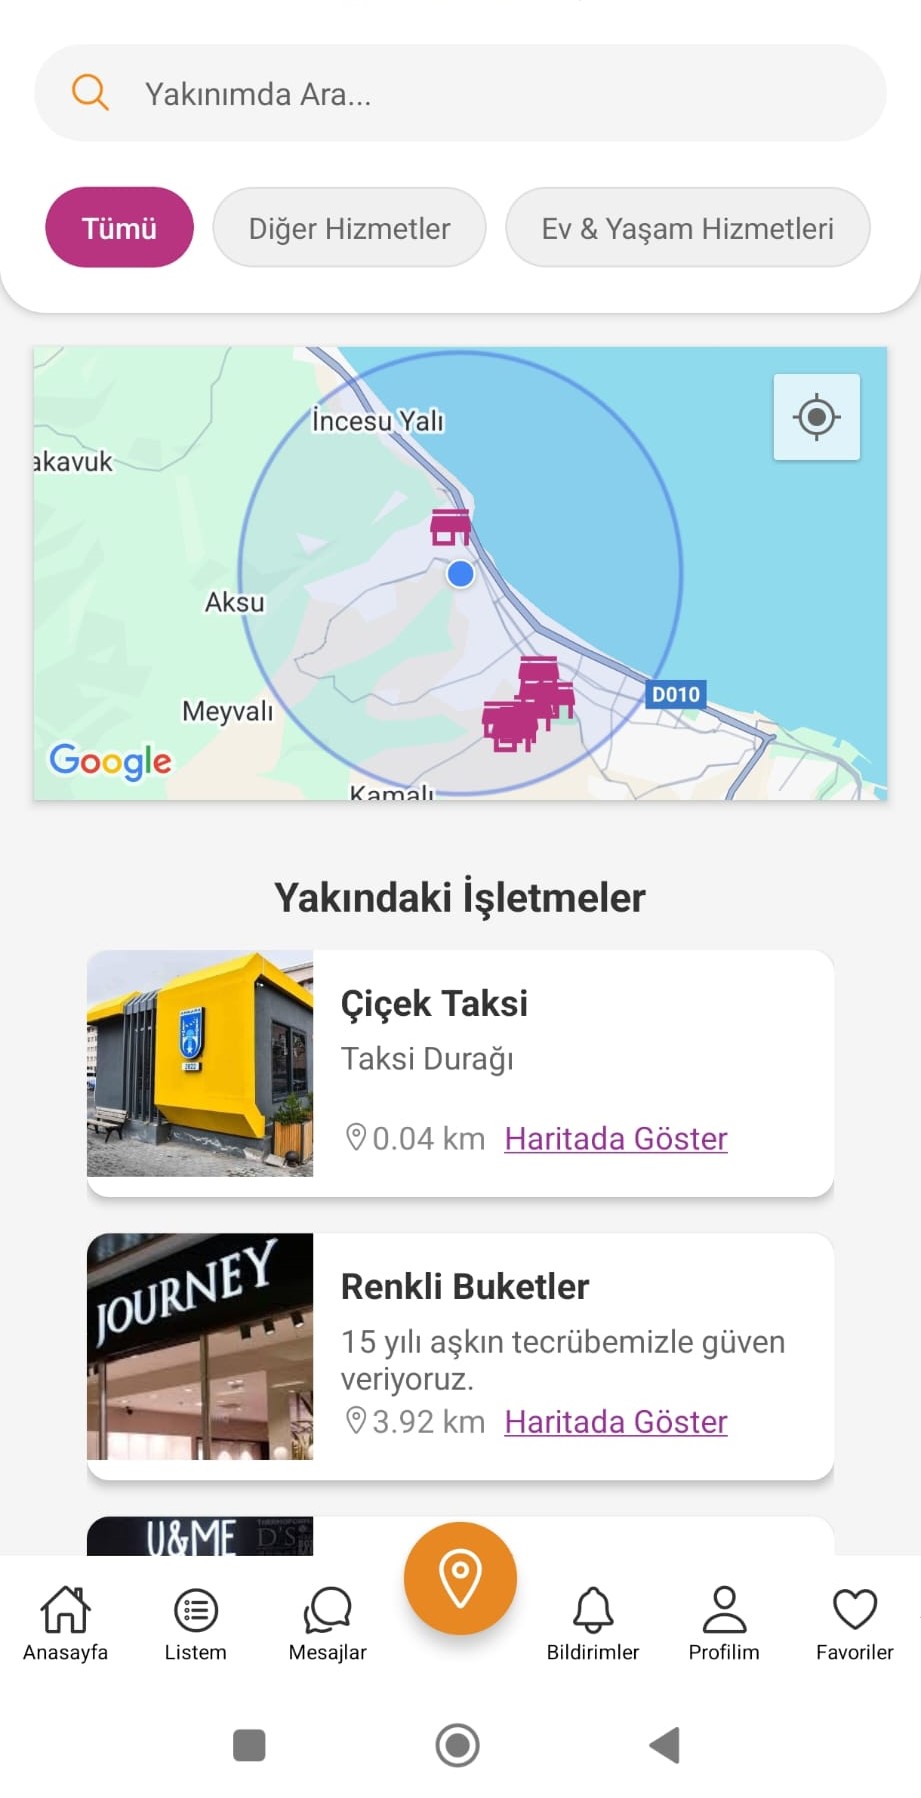 Yakınımda Ara...
Tümü
Diğer Hizmetler
Ev & Yaşam Hizmetleri
İncesu Yalı
akavuk
Aksu
Meyvalı
D010
Google
Kamalı
Yakındaki İşletmeler
Çiçek Taksi
Taksi Durağı
0.04 km Haritada Göster
JOURNEY
Renkli Buketler
15 yılı aşkın tecrübemizle güven
veriyoruz.
3.92 km Haritada Göster
U&ME
D'S
Anasayfa
Listem
Mesajlar
Bildirimler
Profilim
Favoriler